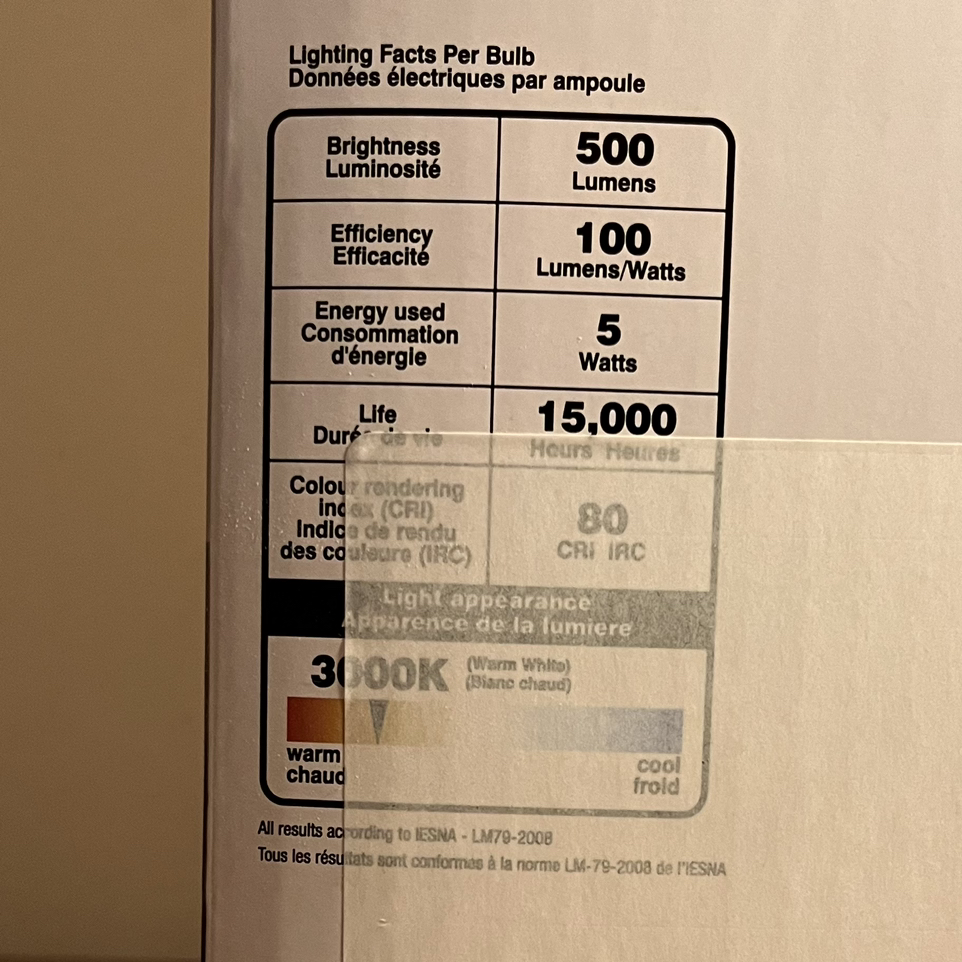 Lighting Facts Per Bulb
Données électriques par ampoule
Brightness
Luminosité
500
Lumens
Efficiency
Efficacité
100
Lumens/Watts
Energy used
Consommation
d'énergie
5
Watts
Life
Durée de vie
15,000
Hours Heures
Colour rendering
index (CRI)
Indice de rendu
des couleurs (IRC)
80
CRI IRC
Light appearance
Apparence de la lumiere
3000K
(Warm White)
(Blanc chaud)
warm
chaud
cool
froid
All results according to IESNA - LM79-2008
Tous les résultats sont conformes à la norme LM-79-2008 de l'IESNA